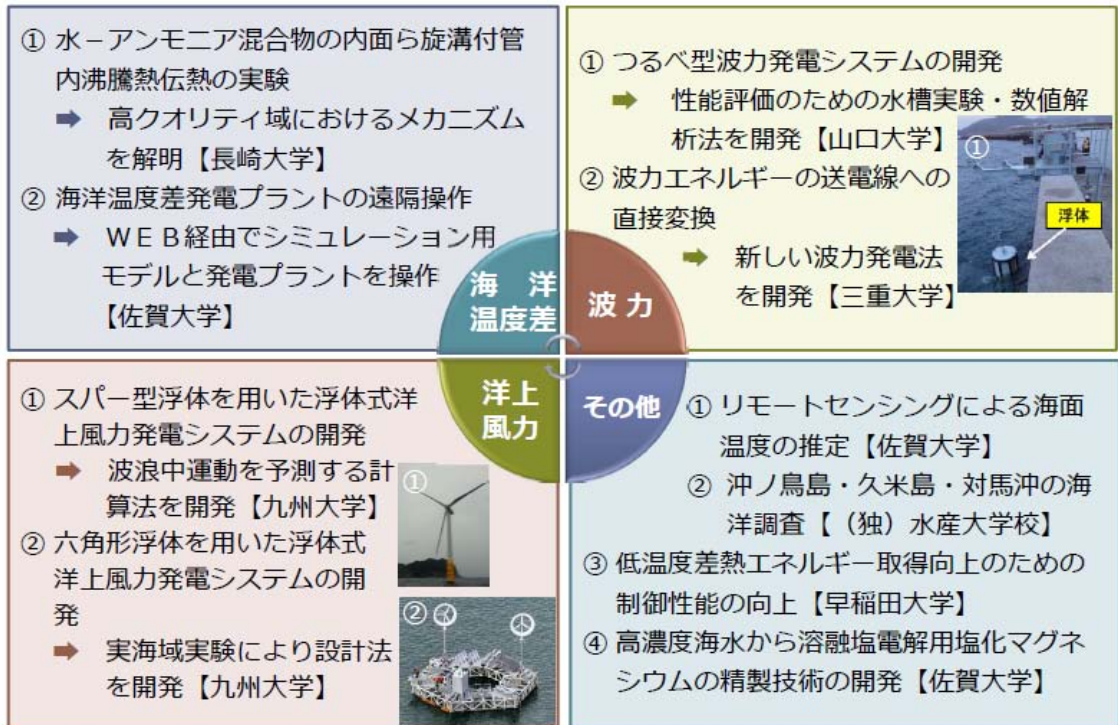 ① 水－アンモニア混合物の内面ら旋溝付管
内沸騰熱伝熱の実験
➡ 高クオリティ域におけるメカニズム
を解明【長崎大学】
② 海洋温度差発電プラントの遠隔操作
➡ ＷＥＢ経由でシミュレーション用
モデルと発電プラントを操作
【佐賀大学】
海 洋
温度差
① つるべ型波力発電システムの開発
➡ 性能評価のための水槽実験・数値解
析法を開発【山口大学】
② 波力エネルギーの送電線への
直接変換
➡ 新しい波力発電法
を開発【三重大学】
①
浮体
波 力
① スパー型浮体を用いた浮体式洋
上風力発電システムの開発
➡ 波浪中運動を予測する計
算法を開発【九州大学】
② 六角形浮体を用いた浮体式
洋上風力発電システムの開
発
➡ 実海域実験により設計法
を開発【九州大学】
①
②
洋上
風力
その他
① リモートセンシングによる海面
温度の推定【佐賀大学】
② 沖ノ鳥島・久米島・対馬沖の海
洋調査【（独）水産大学校】
③ 低温度差熱エネルギー取得向上のための
制御性能の向上【早稲田大学】
④ 高濃度海水から溶融塩電解用塩化マグネ
シウムの精製技術の開発【佐賀大学】